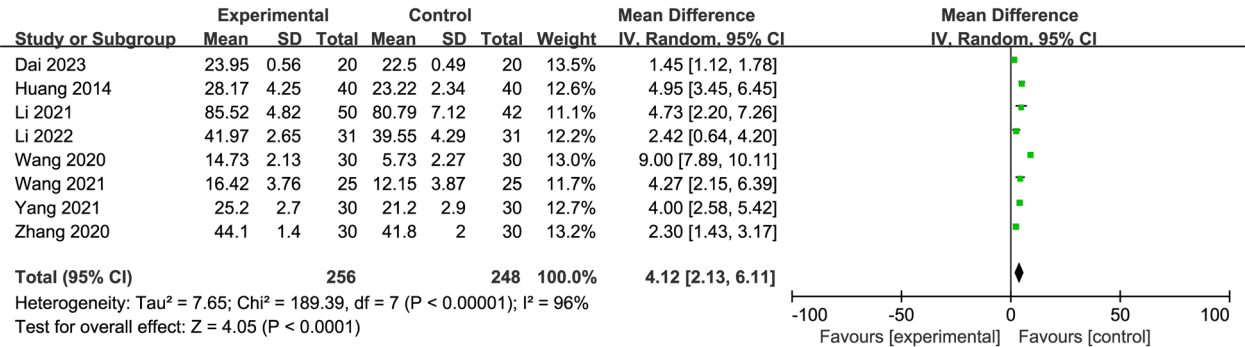 Experimental Control Mean Difference Mean Difference
Study or Subgroup Mean SD Total Mean SD Total Weight IV, Random, 95% CI IV, Random, 95% CI
Dai 2023 23.95 0.56 20 22.5 0.49 20 13.5% 1.45 [1.12, 1.78]
Huang 2014 28.17 4.25 40 23.22 2.34 40 12.6% 4.95 [3.45, 6.45]
Li 2021 85.52 4.82 50 80.79 7.12 42 11.1% 4.73 [2.20, 7.26]
Li 2022 41.97 2.65 31 39.55 4.29 31 12.2% 2.42 [0.64, 4.20]
Wang 2020 14.73 2.13 30 5.73 2.27 30 13.0% 9.00 [7.89, 10.11]
Wang 2021 16.42 3.76 25 12.15 3.87 25 11.7% 4.27 [2.15, 6.39]
Yang 2021 25.2 2.7 30 21.2 2.9 30 12.7% 4.00 [2.58, 5.42]
Zhang 2020 44.1 1.4 30 41.8 2 30 13.2% 2.30 [1.43, 3.17]
Total (95% CI) 256 248 100.0% 4.12 [2.13, 6.11]
Heterogeneity: Tau² = 7.65; Chi² = 189.39, df = 7 (P < 0.00001); I² = 96%
Test for overall effect: Z = 4.05 (P < 0.0001)
-100 -50 0 50 100
Favours [experimental] Favours [control]